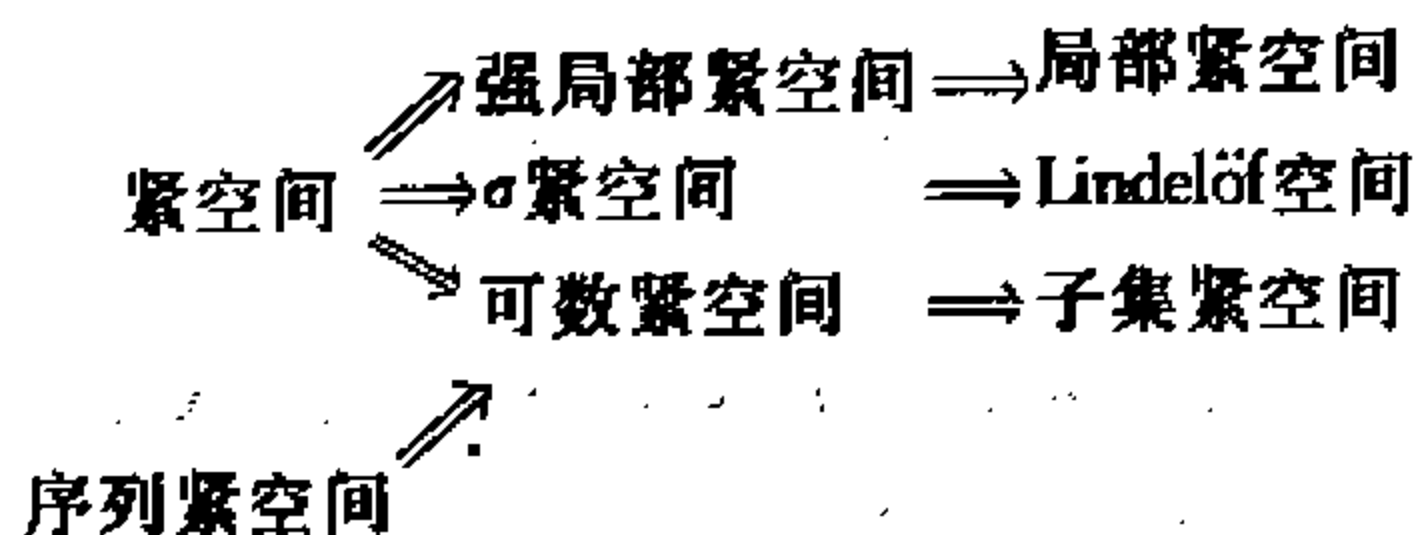 强局部紧空间 ⟹ 局部紧空间
紧空间 ⟹ σ紧空间 ⟹ Lindelöf空间
可数紧空间 ⟹ 子集紧空间
序列紧空间